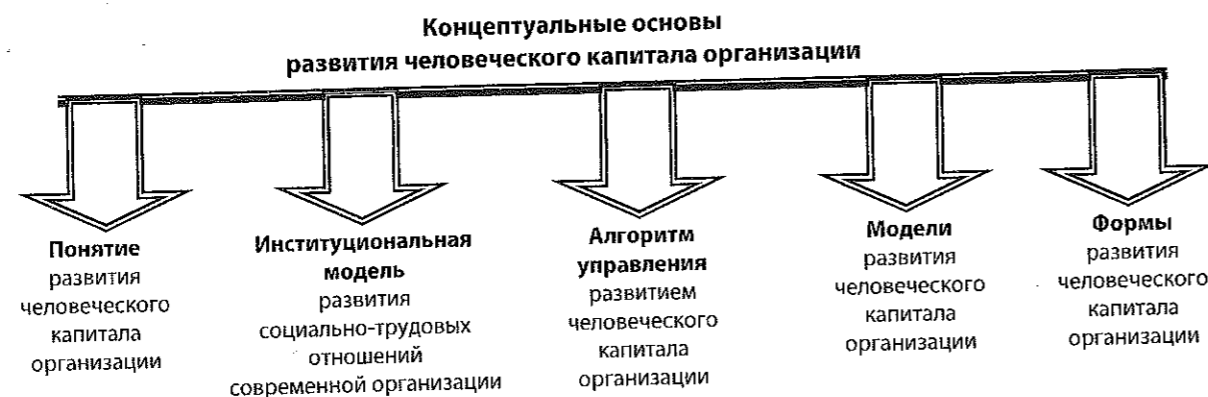 Концептуальные основы
развития человеческого капитала организации
Понятие
развития
человеческого
капитала
организации
Институциональная
модель
развития
социально-трудовых
отношений
современной организации
Алгоритм
управления
развитием
человеческого
капитала
организации
Модели
развития
человеческого
капитала
организации
Формы
развития
человеческого
капитала
организации